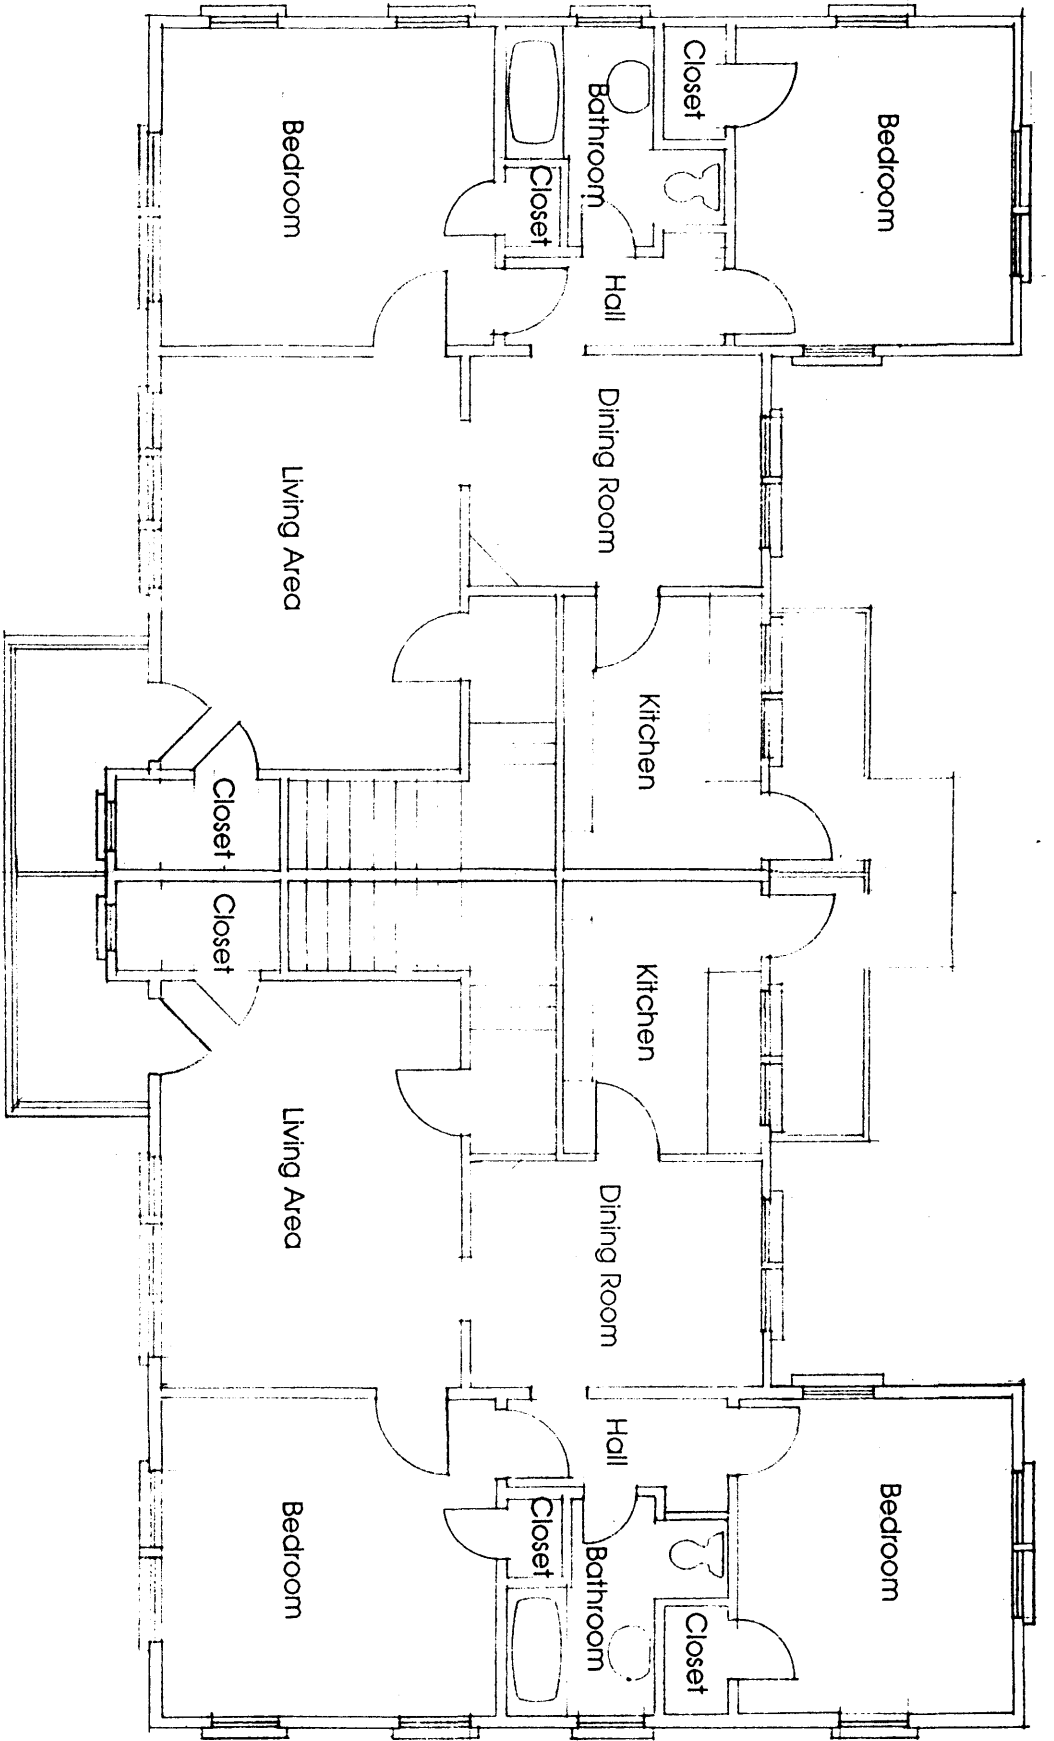 Bedroom
Bedroom
Closet
Closet
Kitchen
Kitchen
Bathroom
Hall
Dining Room
Dining Room
Hall
Bathroom
Closet
Closet
Bedroom
Living Area
Living Area
Bedroom
Closet
Closet